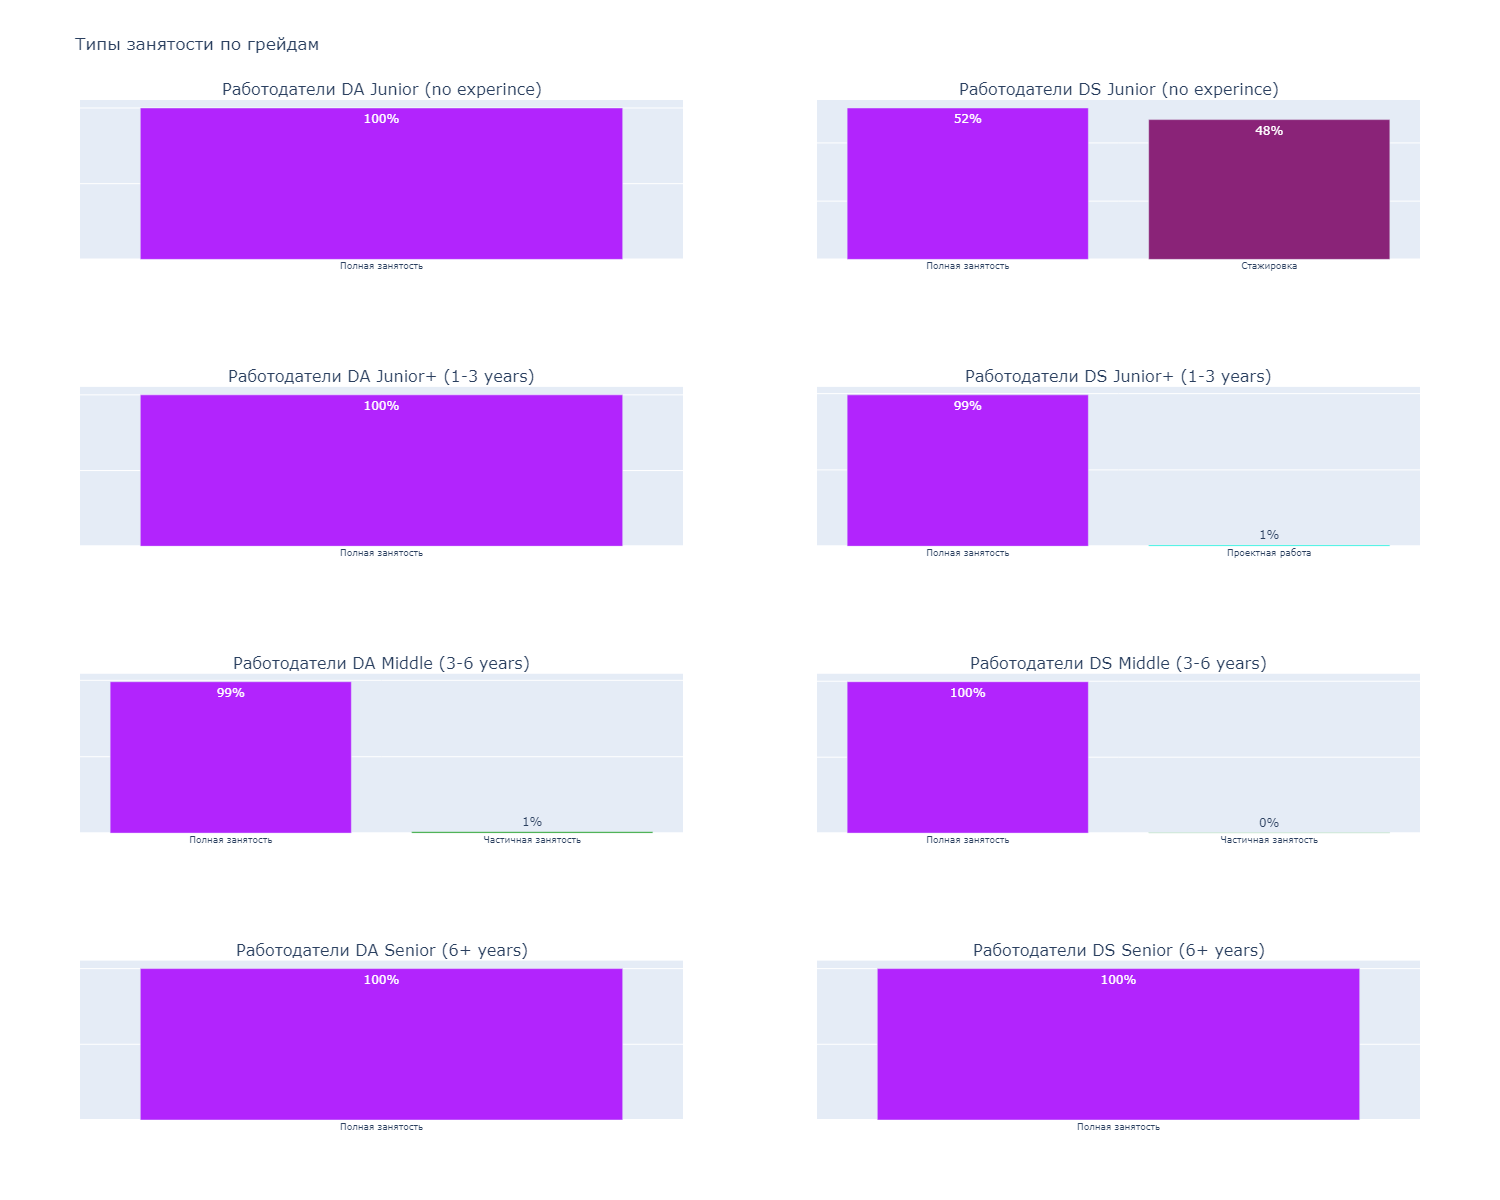 Типы занятости по грейдам
Работодатели DA Junior (no experince)
100%
Полная занятость
Работодатели DS Junior (no experince)
52%
48%
Полная занятость
Стажировка
Работодатели DA Junior+ (1-3 years)
100%
Полная занятость
Работодатели DS Junior+ (1-3 years)
99%
1%
Полная занятость
Проектная работа
Работодатели DA Middle (3-6 years)
99%
1%
Полная занятость
Частичная занятость
Работодатели DS Middle (3-6 years)
100%
0%
Полная занятость
Частичная занятость
Работодатели DA Senior (6+ years)
100%
Полная занятость
Работодатели DS Senior (6+ years)
100%
Полная занятость